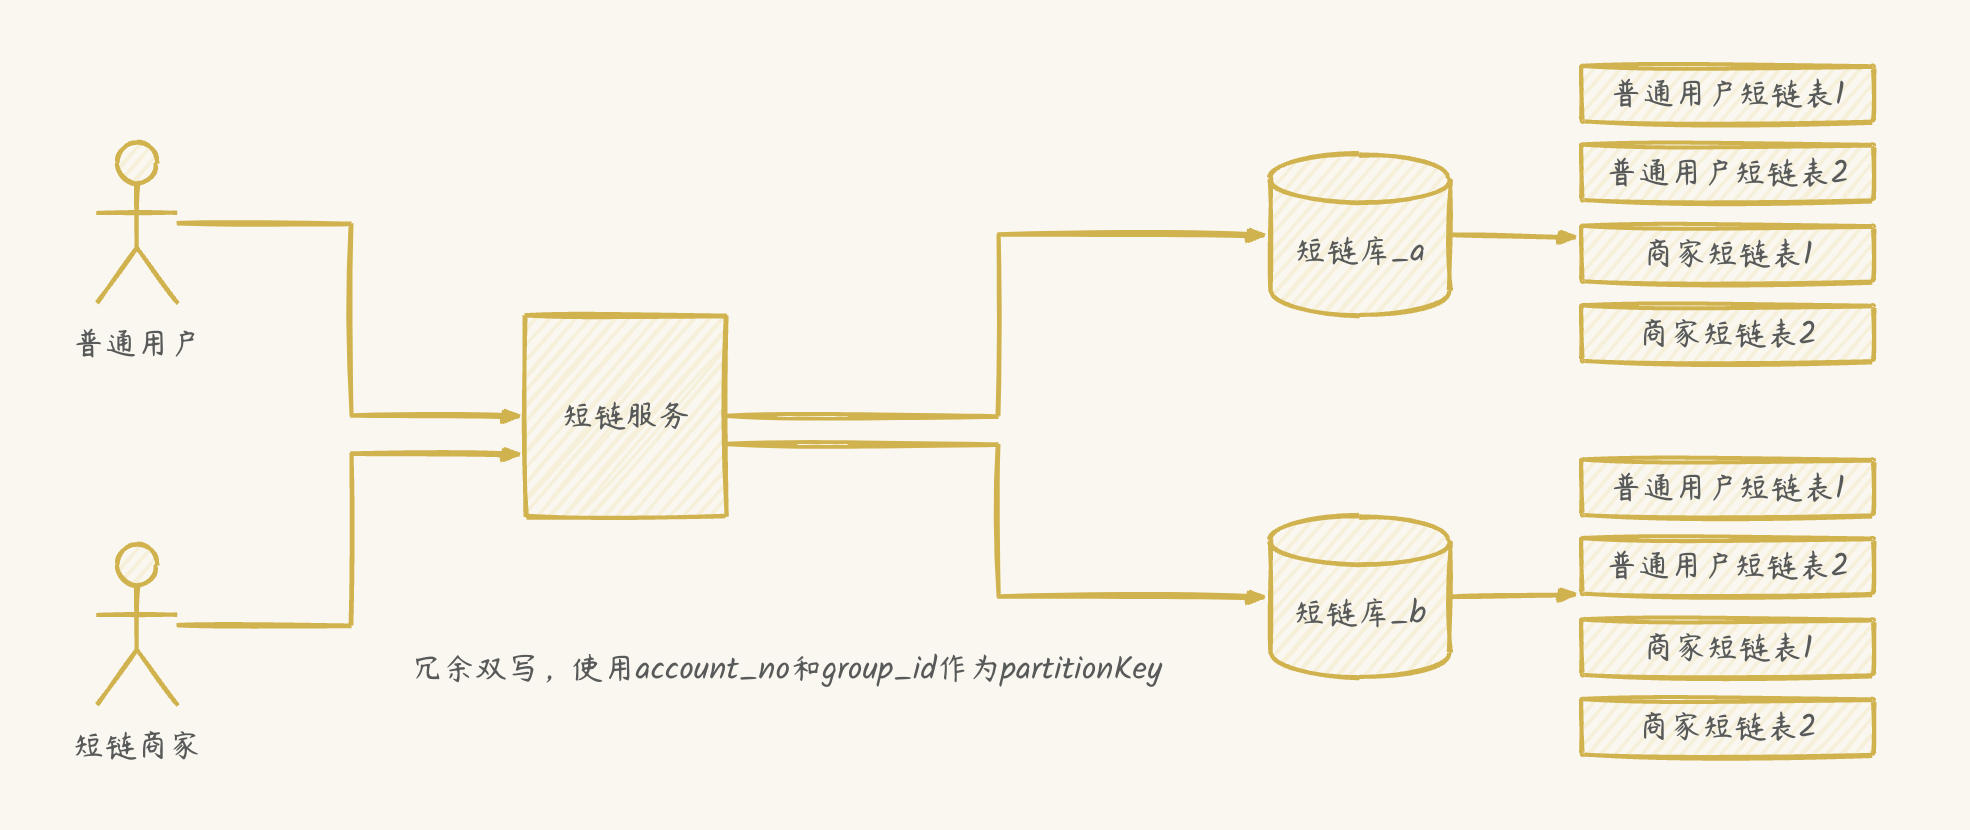 普通用户
短链商家
短链服务
冗余双写，使用account_no和group_id作为partitionKey
短链库_a
短链库_b
普通用户短链表1
普通用户短链表2
商家短链表1
商家短链表2
普通用户短链表1
普通用户短链表2
商家短链表1
商家短链表2